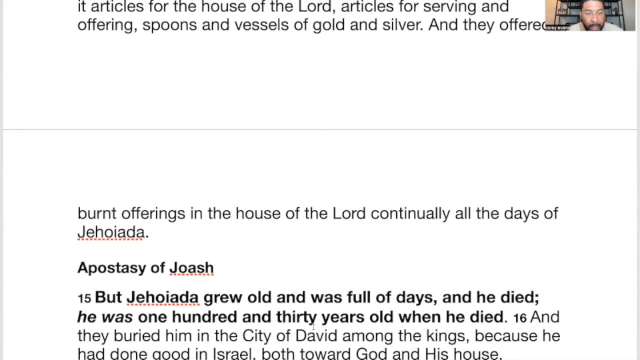 it articles for the house of the Lord, articles for serving and
offering, spoons and vessels of gold and silver. And they offered
burnt offerings in the house of the Lord continually all the days of
Jehoiada.
Apostasy of Joash
15 But Jehoiada grew old and was full of days, and he died;
he was one hundred and thirty years old when he died. 16 And
they buried him in the City of David among the kings, because he
had done good in Israel, both toward God and His house.